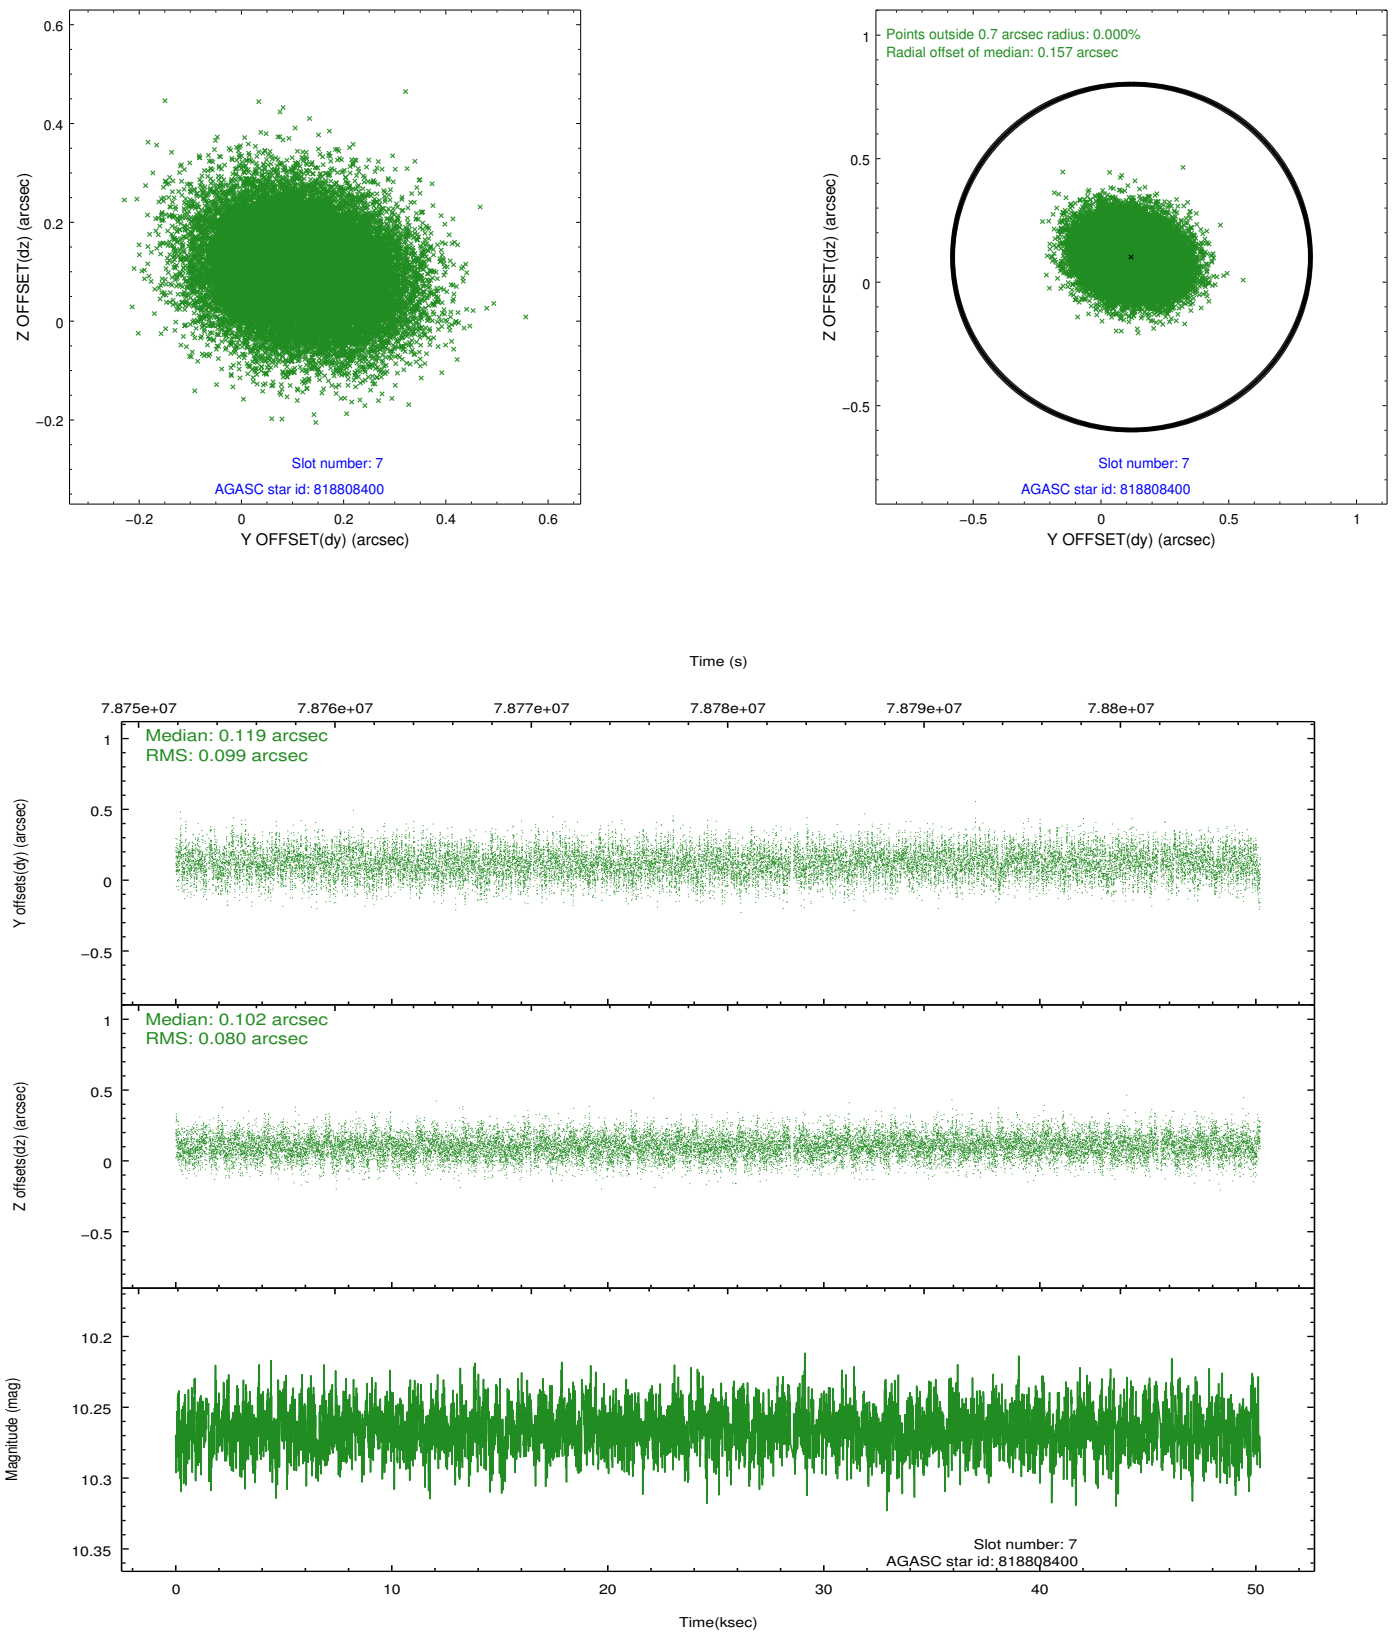 0.6
0.4
0.2
0
−0.2
Z OFFSET(dz) (arcsec)
Slot number: 7
AGASC star id: 818808400
−0.2 0 0.2 0.4 0.6
Y OFFSET(dy) (arcsec)
Points outside 0.7 arcsec radius: 0.000%
Radial offset of median: 0.157 arcsec
1
0.5
0
−0.5
Z OFFSET(dz) (arcsec)
Slot number: 7
AGASC star id: 818808400
−0.5 0 0.5 1
Y OFFSET(dy) (arcsec)
Time (s)
7.875e+07 7.876e+07 7.877e+07 7.878e+07 7.879e+07 7.88e+07
Median: 0.119 arcsec
RMS: 0.099 arcsec
1
0.5
0
−0.5
Y offsets(dy) (arcsec)
Median: 0.102 arcsec
RMS: 0.080 arcsec
1
0.5
0
−0.5
Z offsets(dz) (arcsec)
10.2
10.25
10.3
10.35
Magnitude (mag)
Slot number: 7
AGASC star id: 818808400
0 10 20 30 40 50
Time(ksec)